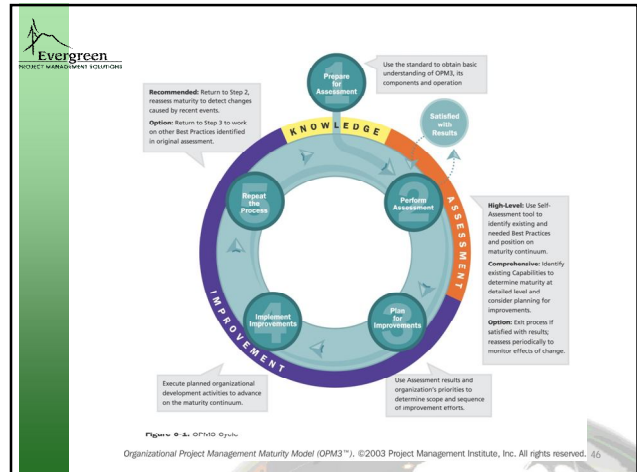 Evergreen
PROJECT MANAGEMENT SOLUTIONS
1
Prepare
for
Assessment
Use the standard to obtain basic
understanding of OPM3, its
components and operation
Recommended: Return to Step 2,
reassess maturity to detect changes
caused by recent events.
Option: Return to Step 3 to work
on other Best Practices identified
in original assessment.
KNOWLEDGE
Satisfied
with
Results
5
Repeat
the
Process
2
Perform
Assessment
ASSESSMENT
High-Level: Use Self-
Assessment tool to
identify existing and
needed Best Practices
and position on
maturity continuum.
Comprehensive: Identify
existing Capabilities to
determine maturity at
detailed level and
consider planning for
improvements.
Option: Exit process if
satisfied with results;
reassess periodically to
monitor effects of change.
4
Implement
Improvements
3
Plan
for
Improvements
IMPROVEMENT
Execute planned organizational
development activities to advance
on the maturity continuum.
Use Assessment results and
organization's priorities to
determine scope and sequence
of improvement efforts.
Figure 6-1. OPM3 Cycle
Organizational Project Management Maturity Model (OPM3™), ©2003 Project Management Institute, Inc. All rights reserved. 46